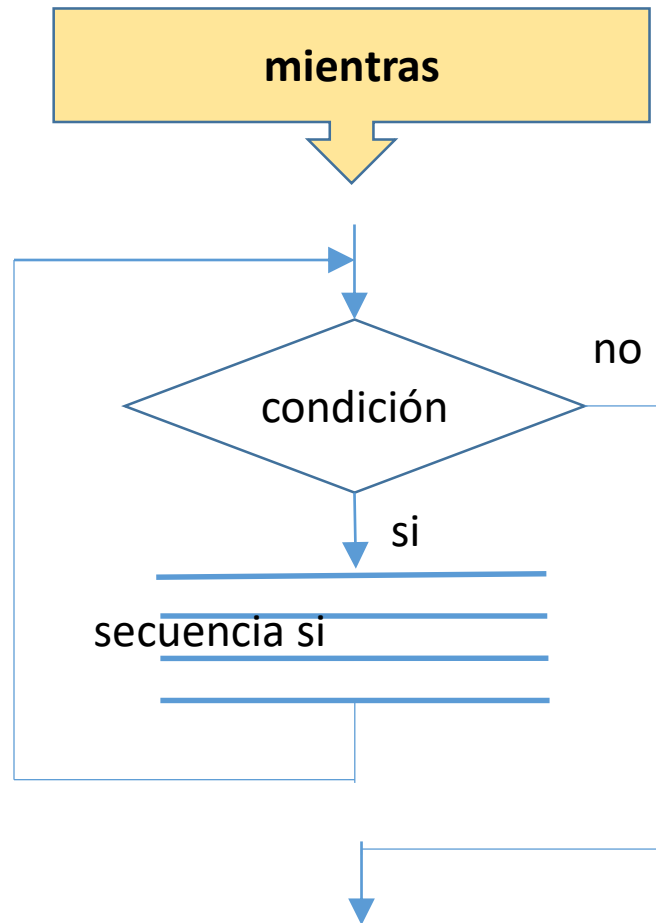 mientras
no
condición
si
secuencia si